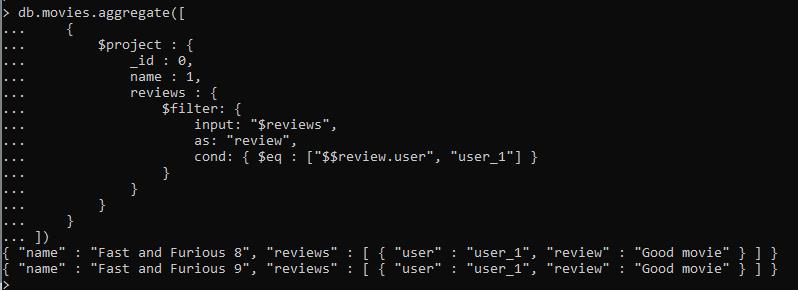 > db.movies.aggregate([
...     {
...         $project : {
...             _id : 0,
...             name : 1,
...             reviews : {
...                 $filter: {
...                     input: "$reviews",
...                     as: "review",
...                     cond: { $eq : ["$$review.user", "user_1"] }
...                 }
...             }
...         }
...     }
... ])
{ "name" : "Fast and Furious 8", "reviews" : [ { "user" : "user_1", "review" : "Good movie" } ] }
{ "name" : "Fast and Furious 9", "reviews" : [ { "user" : "user_1", "review" : "Good movie" } ] }
>